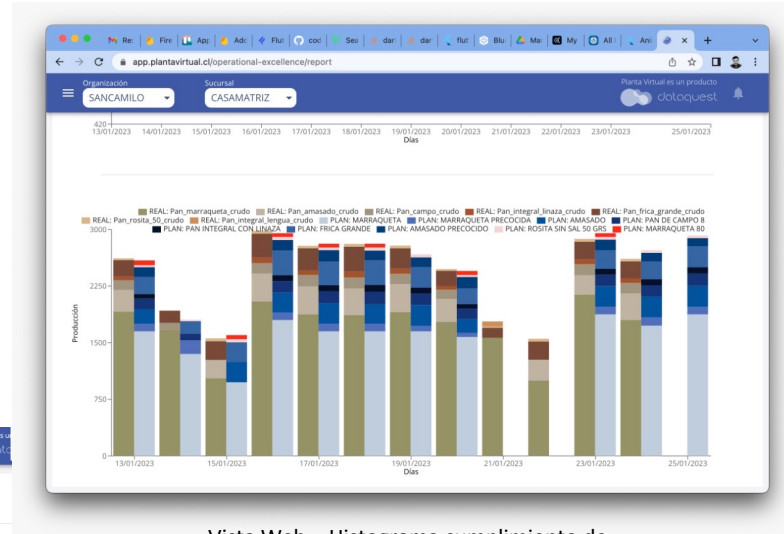 Re:
Fire
App
Adc
Flut
cod
Sea
dar
dar
flut
Blu
Ma
My
All
Ani
app.plantavirtual.cl/operational-excellence/report
Organización
SANCAMILO
Sucursal
CASAMATRIZ
Planta Virtual es un producto
dataquest
420
13/01/2023 14/01/2023 15/01/2023 16/01/2023 17/01/2023 18/01/2023 19/01/2023 20/01/2023 21/01/2023 22/01/2023 23/01/2023 25/01/2023
Días
REAL: Pan_marraqueta_crudo REAL: Pan_amasado_crudo REAL: Pan_campo_crudo REAL: Pan_integral_linaza_crudo REAL: Pan_frica_grande_crudo
REAL: Pan_rosita_50_crudo REAL: Pan_integral_lengua_crudo PLAN: MARRAQUETA PLAN: MARRAQUETA PRECOCIDA PLAN: AMASADO PLAN: PAN DE CAMPO 8
PLAN: PAN INTEGRAL CON LINAZA PLAN: FRICA GRANDE PLAN: AMASADO PRECOCIDO PLAN: ROSITA SIN SAL 50 GRS PLAN: MARRAQUETA 80
3000
2250
1500
750
0
Producción
13/01/2023 15/01/2023 17/01/2023 19/01/2023 21/01/2023 23/01/2023 25/01/2023
Días